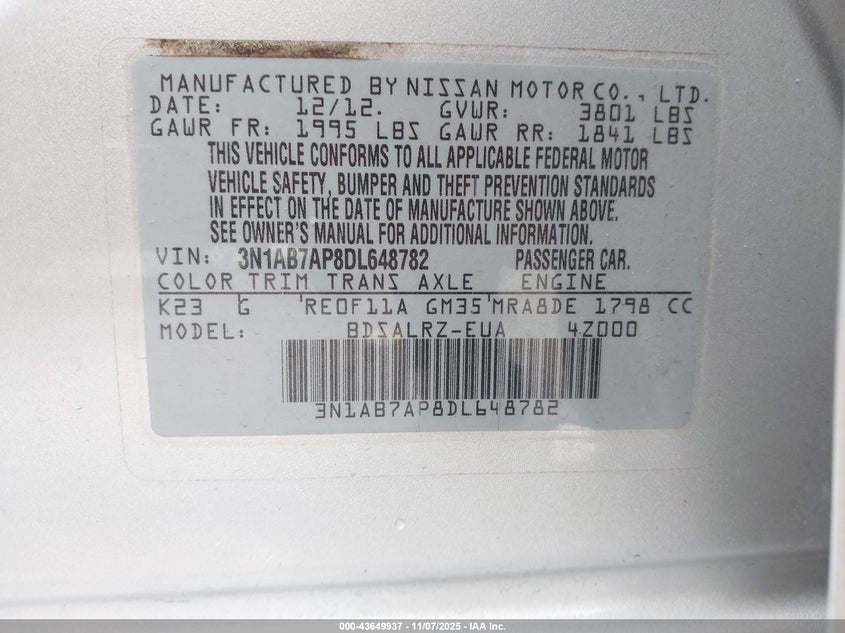 MANUFACTURED BY NISSAN MOTOR CO., LTD.
DATE: 12/12. GVWR: 3801 LBS
GAWR FR: 1995 LBS GAWR RR: 1841 LBS
THIS VEHICLE CONFORMS TO ALL APPLICABLE FEDERAL MOTOR
VEHICLE SAFETY, BUMPER AND THEFT PREVENTION STANDARDS
IN EFFECT ON THE DATE OF MANUFACTURE SHOWN ABOVE.
SEE OWNER'S MANUAL FOR ADDITIONAL INFORMATION.
VIN: 3N1AB7AP8DL648782 PASSENGER CAR.
COLOR TRIM TRANS AXLE ENGINE
K23 G RE0F11A GM35 MRA8DE 1798 CC
MODEL: BDSALRZ-EUA 4Z000
3N1AB7AP8DL648782
000-43649937 - 11/07/2025 - IAA Inc.